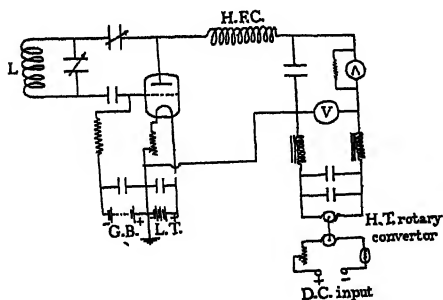 H.F.C.
L
A
V
G.B.
L.T.
H.T. rotary
convertor
D.C. input